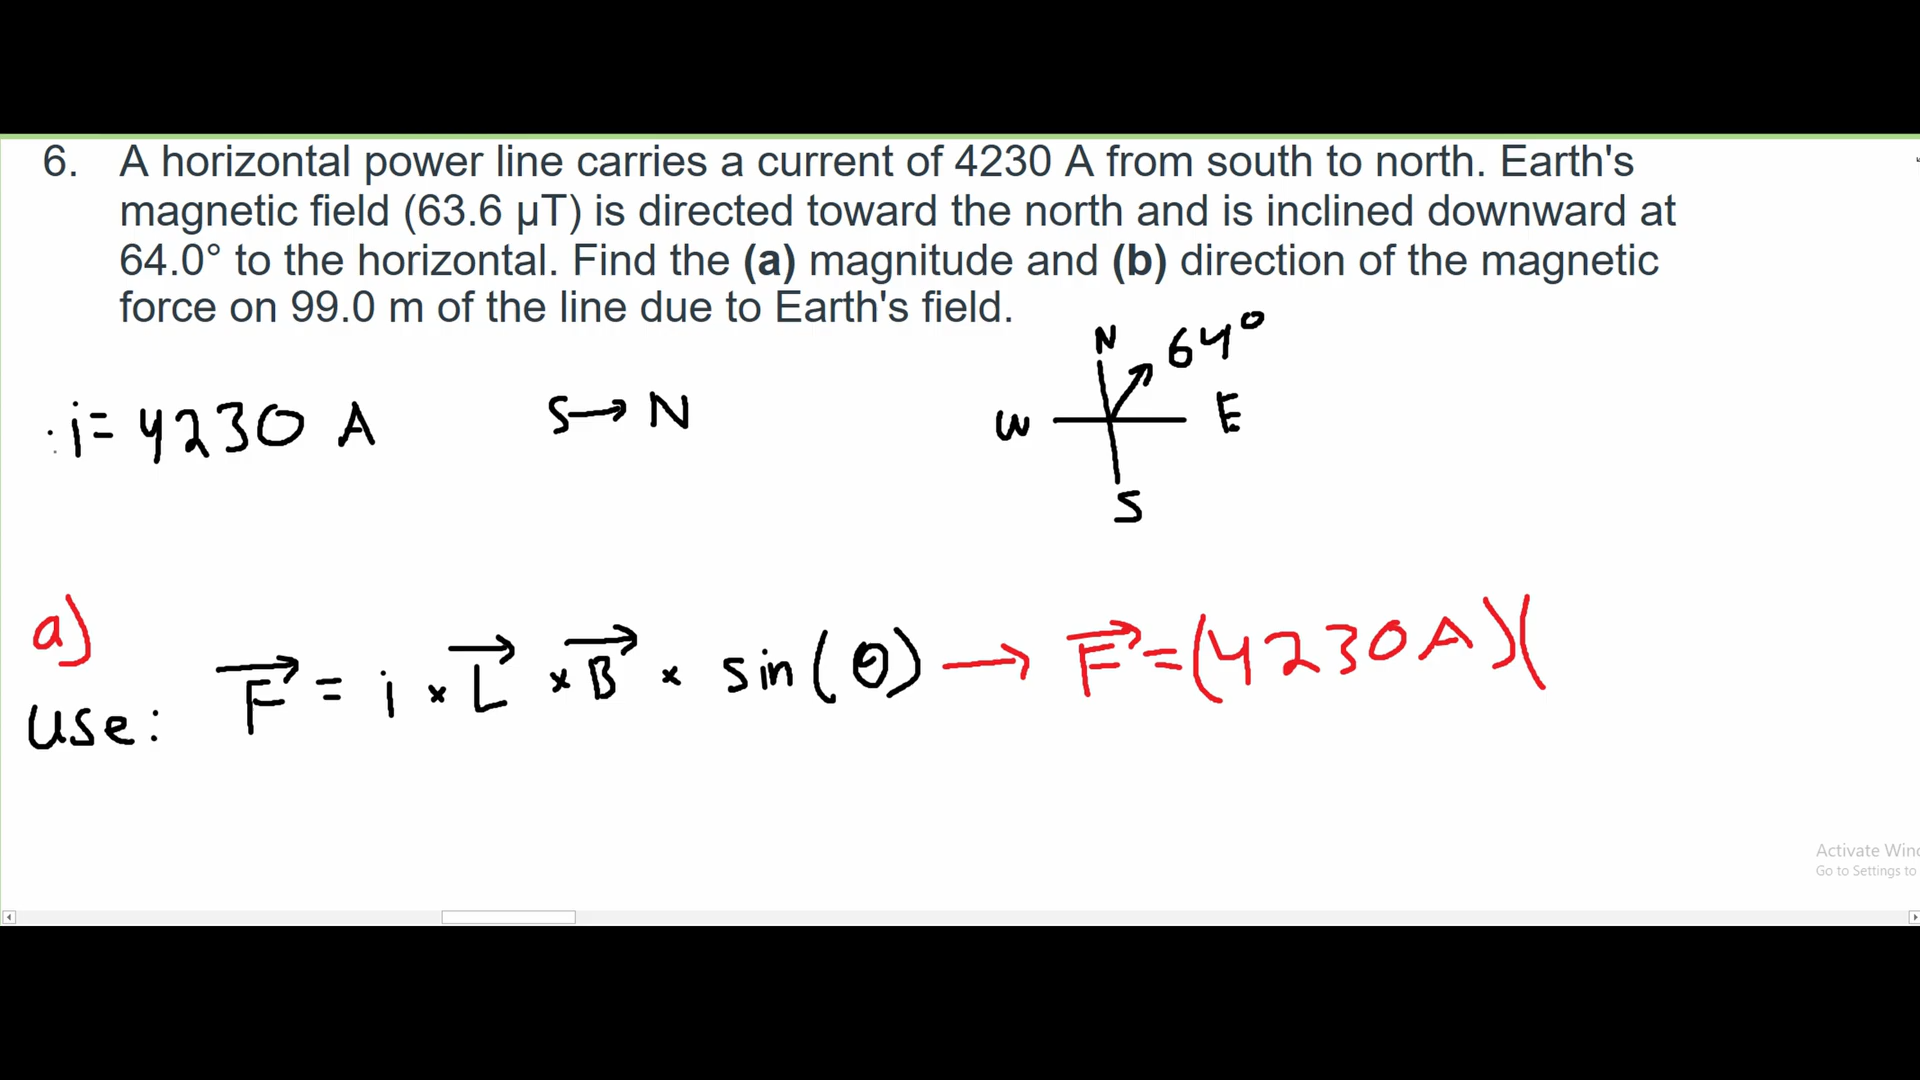 6. A horizontal power line carries a current of 4230 A from south to north. Earth's
magnetic field (63.6 µT) is directed toward the north and is inclined downward at
64.0° to the horizontal. Find the (a) magnitude and (b) direction of the magnetic
force on 99.0 m of the line due to Earth's field.
N 64°
i = 4230 A S → N
W E
S
a)
Use: F = i × L × B × sin(θ) → F = (4230 A)(
Activate Wind
Go to Settings to